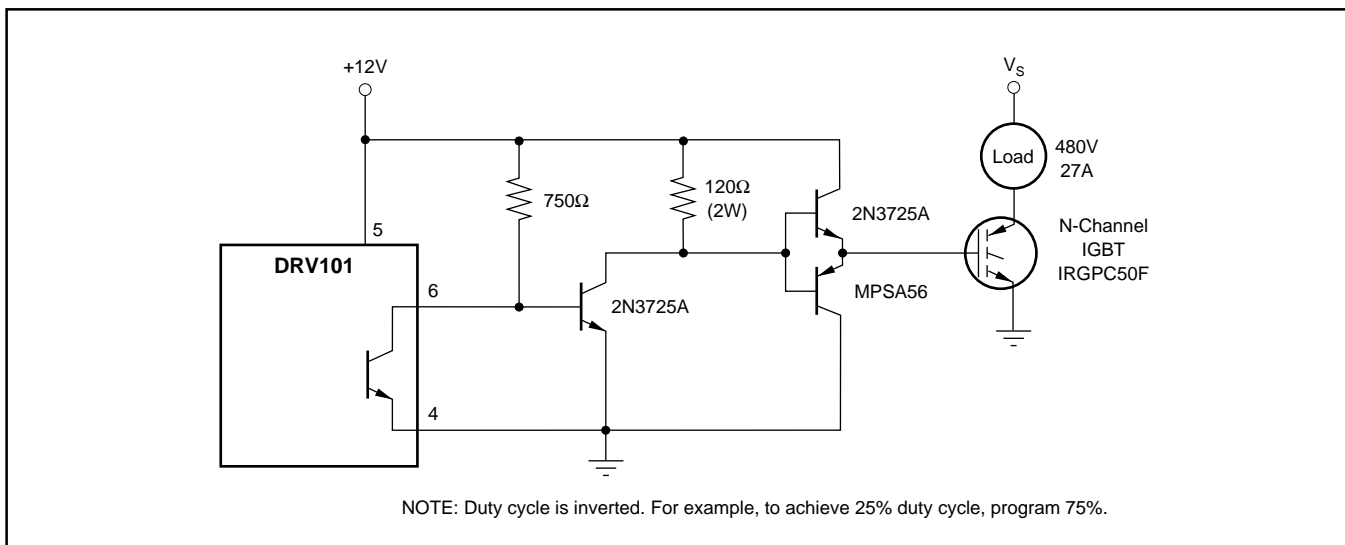 +12V
V_S
Load
480V
27A
750Ω
120Ω
(2W)
2N3725A
N-Channel
IGBT
IRGPC50F
5
DRV101
MPSA56
6
2N3725A
4
NOTE: Duty cycle is inverted. For example, to achieve 25% duty cycle, program 75%.